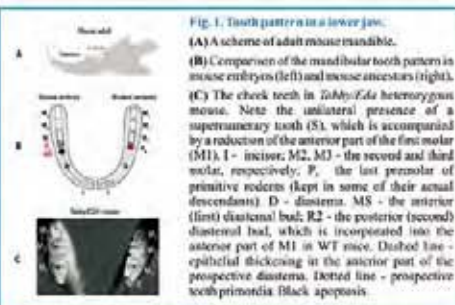 Fig. 1. Tooth pattern in a lower jaw.
(A) A scheme of adult mouse mandible.
(B) Comparison of the mandibular tooth pattern in
mouse embryos (left) and mouse ancestors (right).
(C) The cheek teeth in Tabby/Eda heterozygous
mouse. Note the unilateral presence of a
supernumerary tooth (S), which is accompanied
by a reduction of the anterior part of the first molar
(M1). I - incisor; M2, M3 - the second and third
molar, respectively; P, the last premolar of
primitive rodents (kept in some of their actual
descendants). D - diastema. MS - the anterior
(first) diastemal bud; R2 - the posterior (second)
diastemal bud, which is incorporated into the
anterior part of M1 in WT mice. Dashed line -
epithelial thickening in the anterior part of the
prospective diastema. Dotted line - prospective
tooth primordia. Black apoptosis.
A
B
C